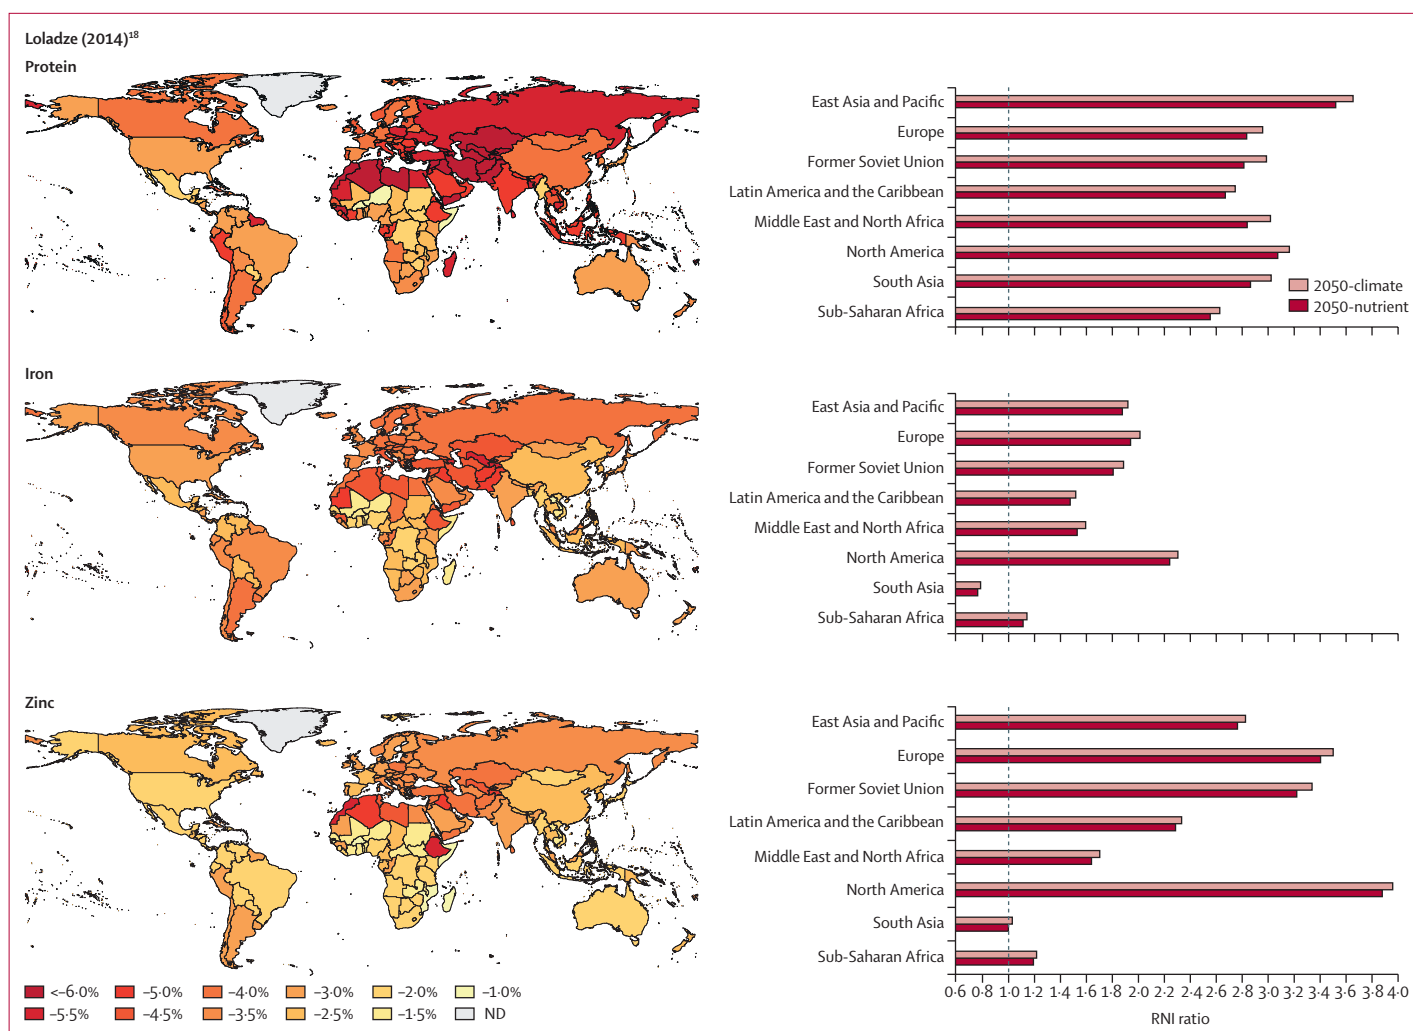 Loladze (2014)18
Protein
East Asia and Pacific
Europe
Former Soviet Union
Latin America and the Caribbean
Middle East and North Africa
North America
South Asia
Sub-Saharan Africa
2050-climate
2050-nutrient
Iron
East Asia and Pacific
Europe
Former Soviet Union
Latin America and the Caribbean
Middle East and North Africa
North America
South Asia
Sub-Saharan Africa
Zinc
East Asia and Pacific
Europe
Former Soviet Union
Latin America and the Caribbean
Middle East and North Africa
North America
South Asia
Sub-Saharan Africa
<–6·0% –5·0% –4·0% –3·0% –2·0% –1·0%
–5·5% –4·5% –3·5% –2·5% –1·5% ND
0·6 0·8 1·0 1·2 1·4 1·6 1·8 2·0 2·2 2·4 2·6 2·8 3·0 3·2 3·4 3·6 3·8 4·0
RNI ratio